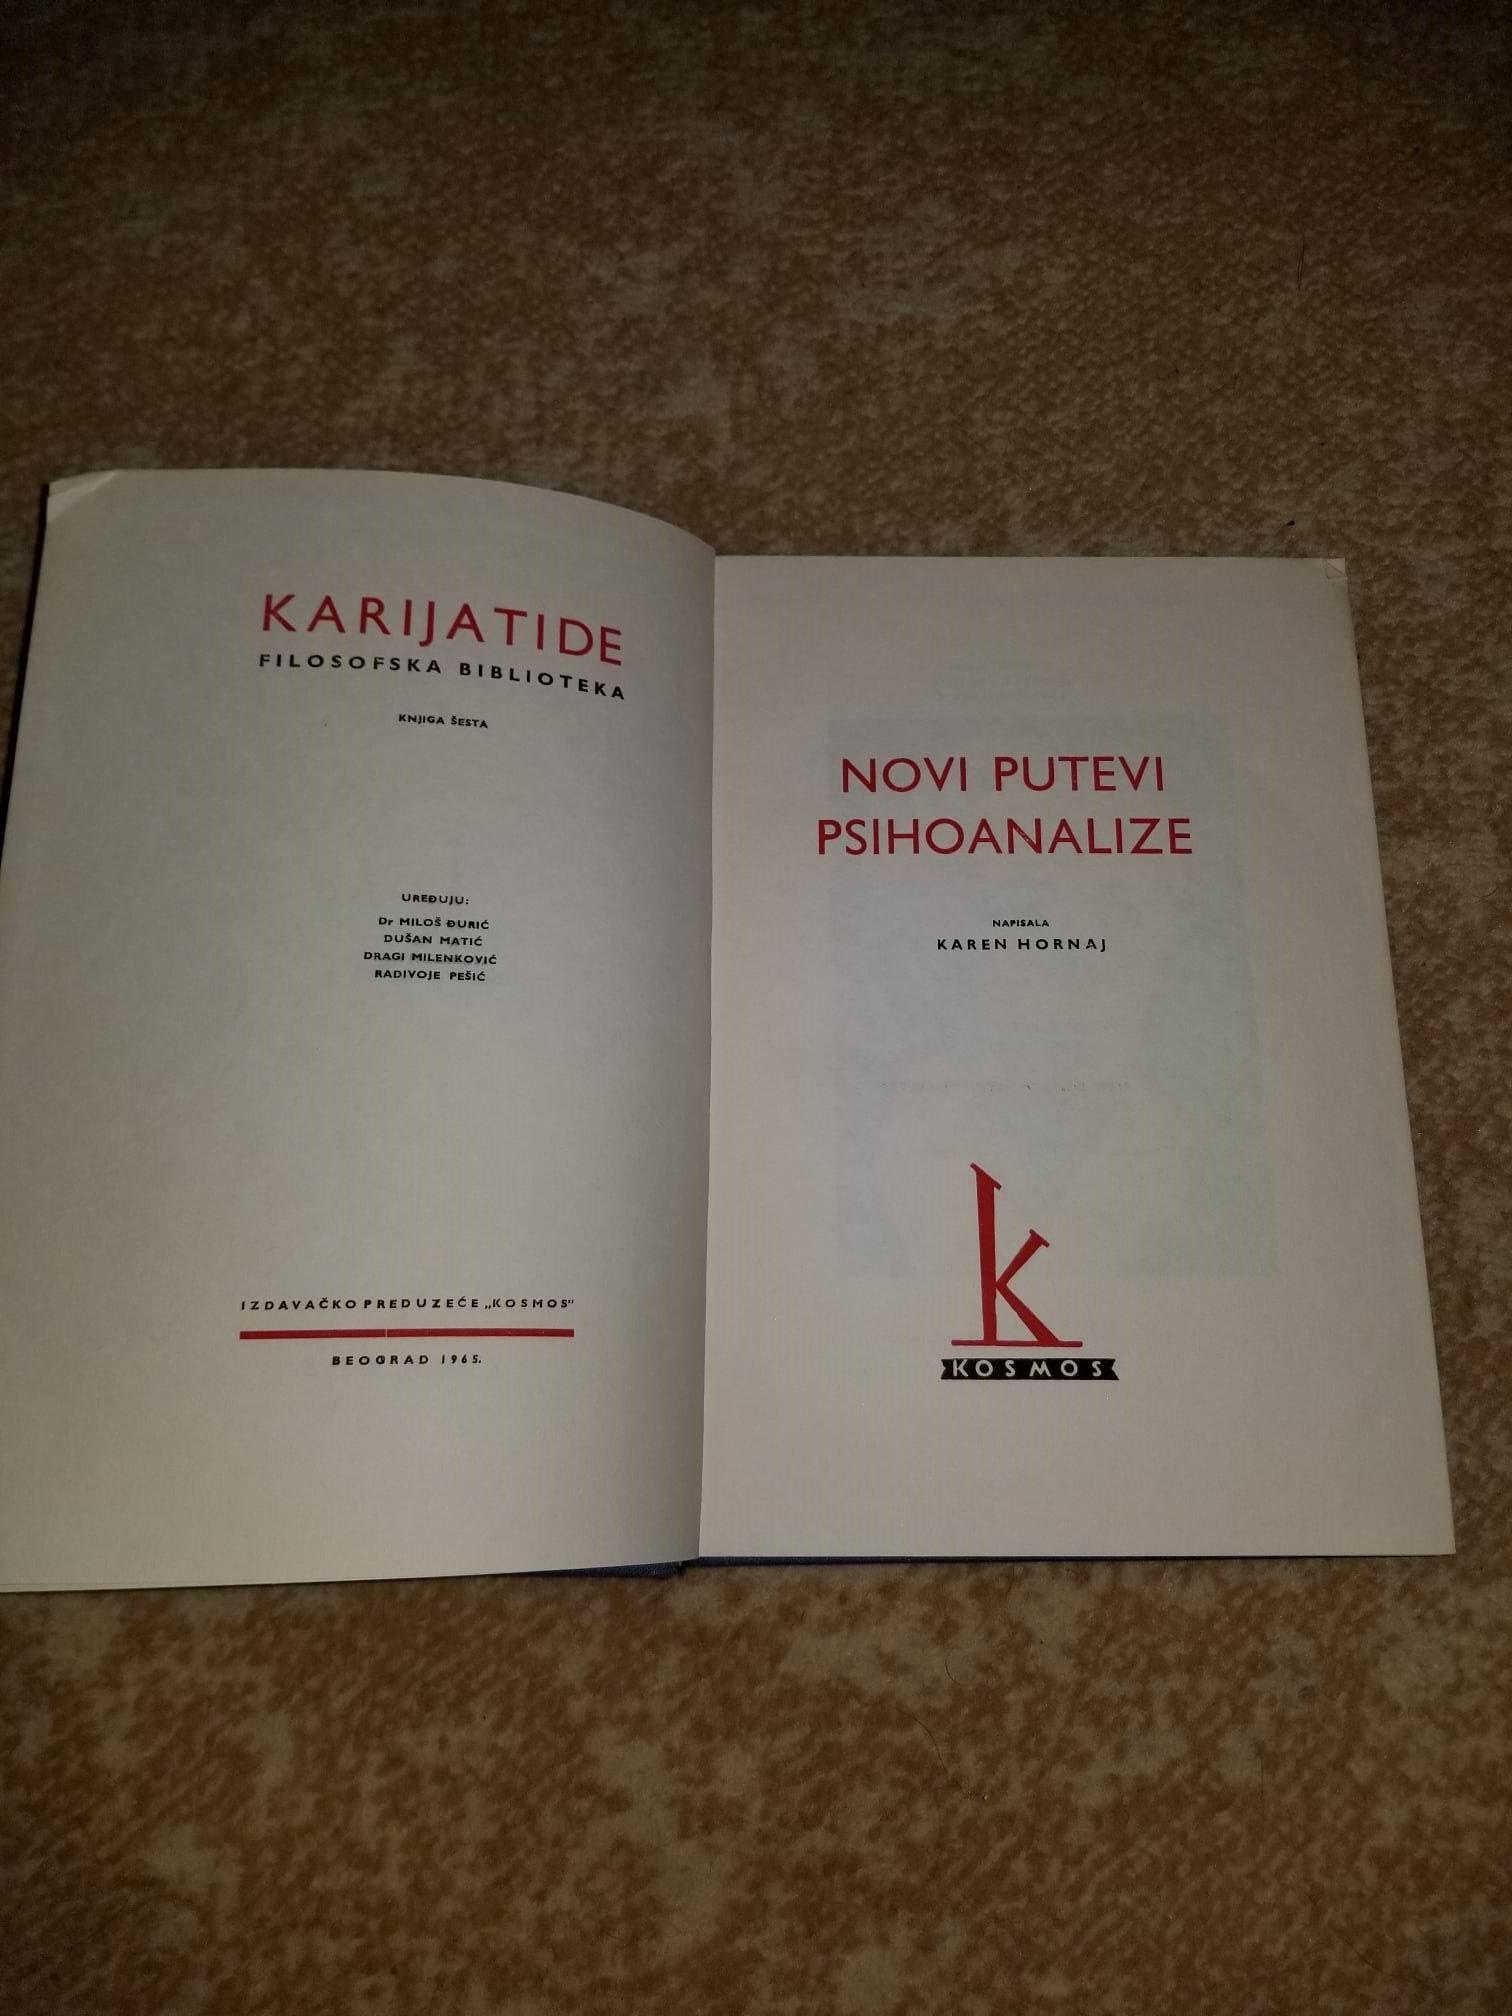 KARIJATIDE
FILOSOFSKA BIBLIOTEKA
KNJIGA ŠESTA
UREĐUJU:
Dr MILOŠ ĐURIĆ
DUŠAN MATIĆ
DRAGI MILENKOVIĆ
RADIVOJE PEŠIĆ
IZDAVAČKO PREDUZEĆE „KOSMOS"
BEOGRAD 1965.
NOVI PUTEVI
PSIHOANALIZE
NAPISALA
KAREN HORNAJ
k
KOSMOS